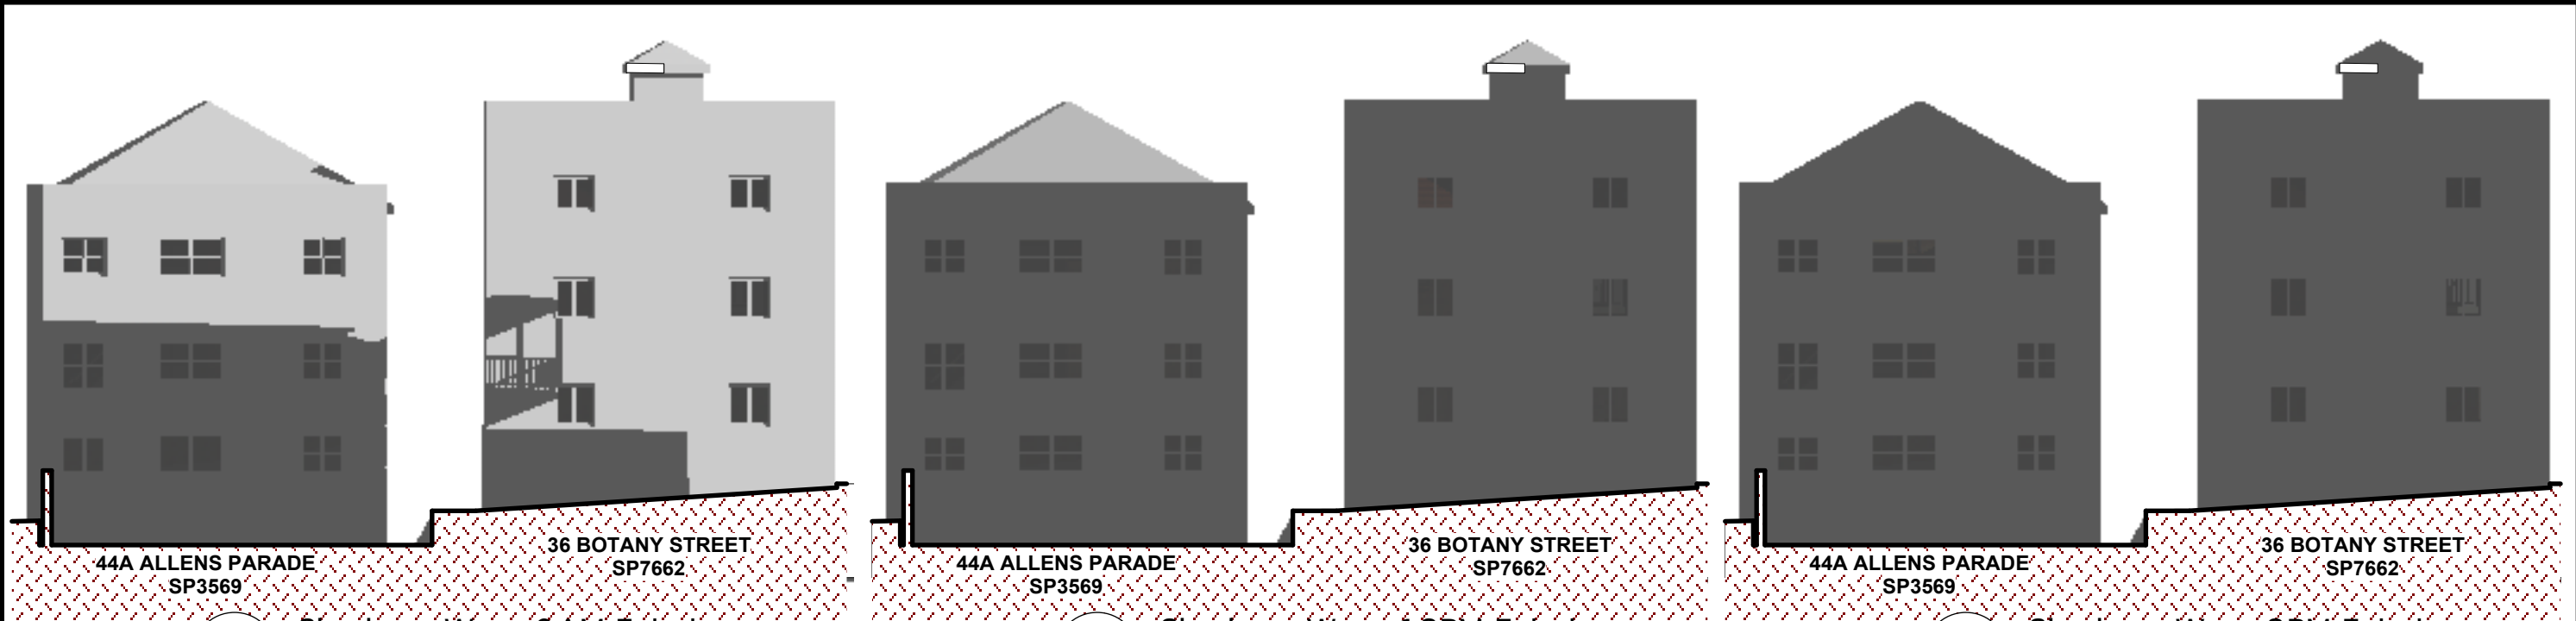 44A ALLENS PARADE
SP3569
36 BOTANY STREET
SP7662
44A ALLENS PARADE
SP3569
36 BOTANY STREET
SP7662
44A ALLENS PARADE
SP3569
36 BOTANY STREET
SP7662